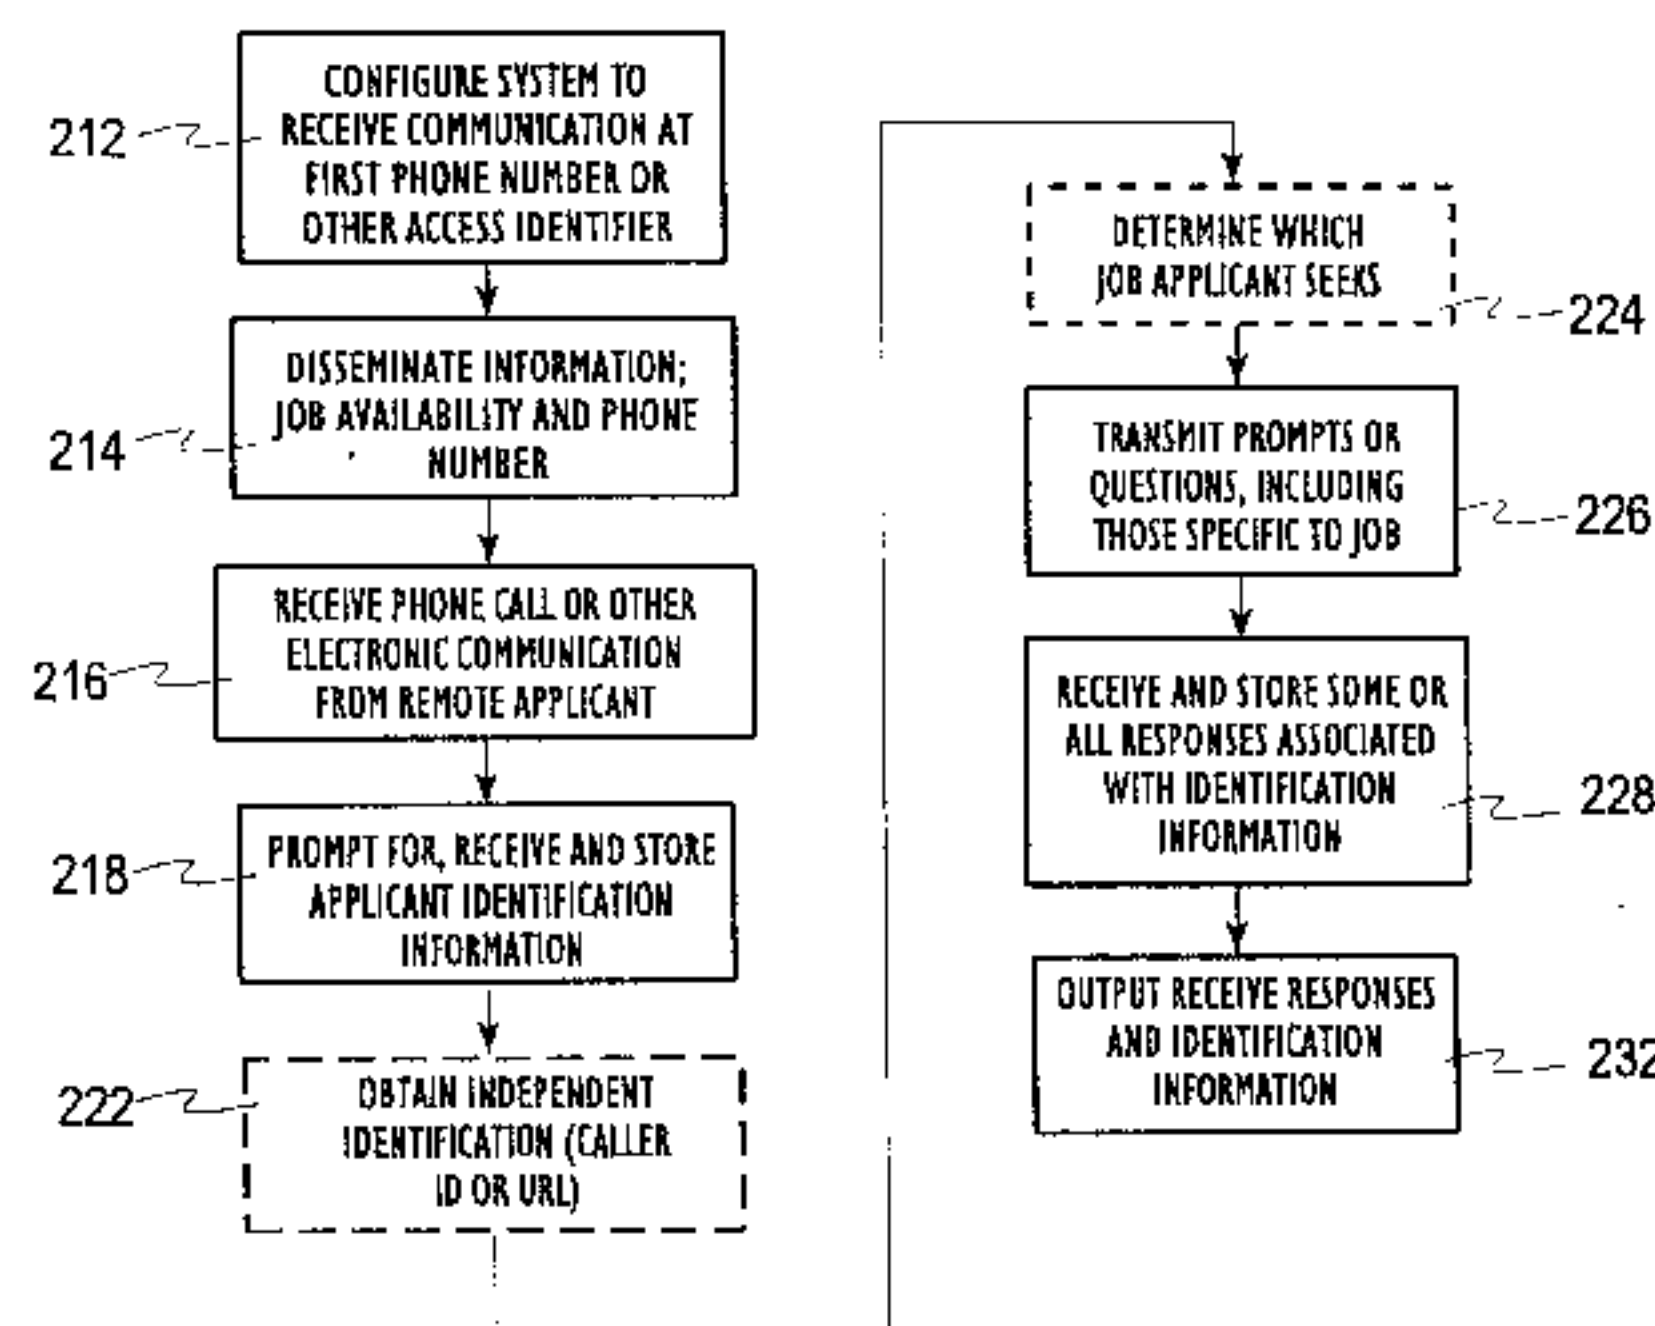 212
CONFIGURE SYSTEM TO
RECEIVE COMMUNICATION AT
FIRST PHONE NUMBER OR
OTHER ACCESS IDENTIFIER
214
DISSEMINATE INFORMATION;
JOB AVAILABILITY AND PHONE
NUMBER
216
RECEIVE PHONE CALL OR OTHER
ELECTRONIC COMMUNICATION
FROM REMOTE APPLICANT
218
PROMPT FOR, RECEIVE AND STORE
APPLICANT IDENTIFICATION
INFORMATION
222
OBTAIN INDEPENDENT
IDENTIFICATION (CALLER
ID OR URL)
DETERMINE WHICH
JOB APPLICANT SEEKS
224
TRANSMIT PROMPTS OR
QUESTIONS, INCLUDING
THOSE SPECIFIC TO JOB
226
RECEIVE AND STORE SOME OR
ALL RESPONSES ASSOCIATED
WITH IDENTIFICATION
INFORMATION
228
OUTPUT RECEIVE RESPONSES
AND IDENTIFICATION
INFORMATION
232